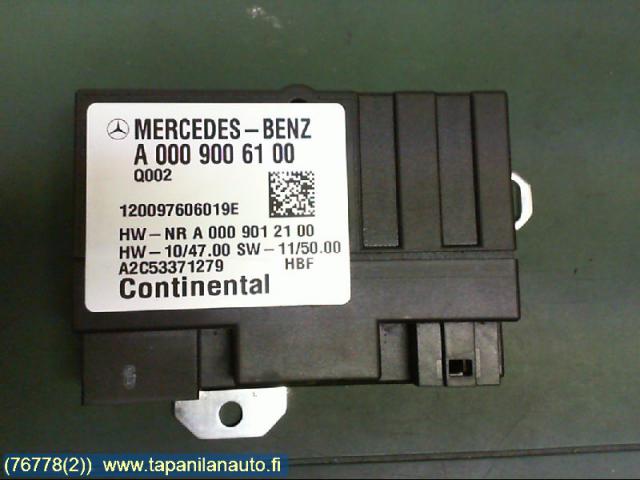 MERCEDES-BENZ
A 000 900 61 00
Q002
120097606019E
HW-NR A 000 901 21 00
HW-10/47.00 SW-11/50.00
A2C53371279 HBF
Continental
(76778(2)) www.tapanilanauto.fi